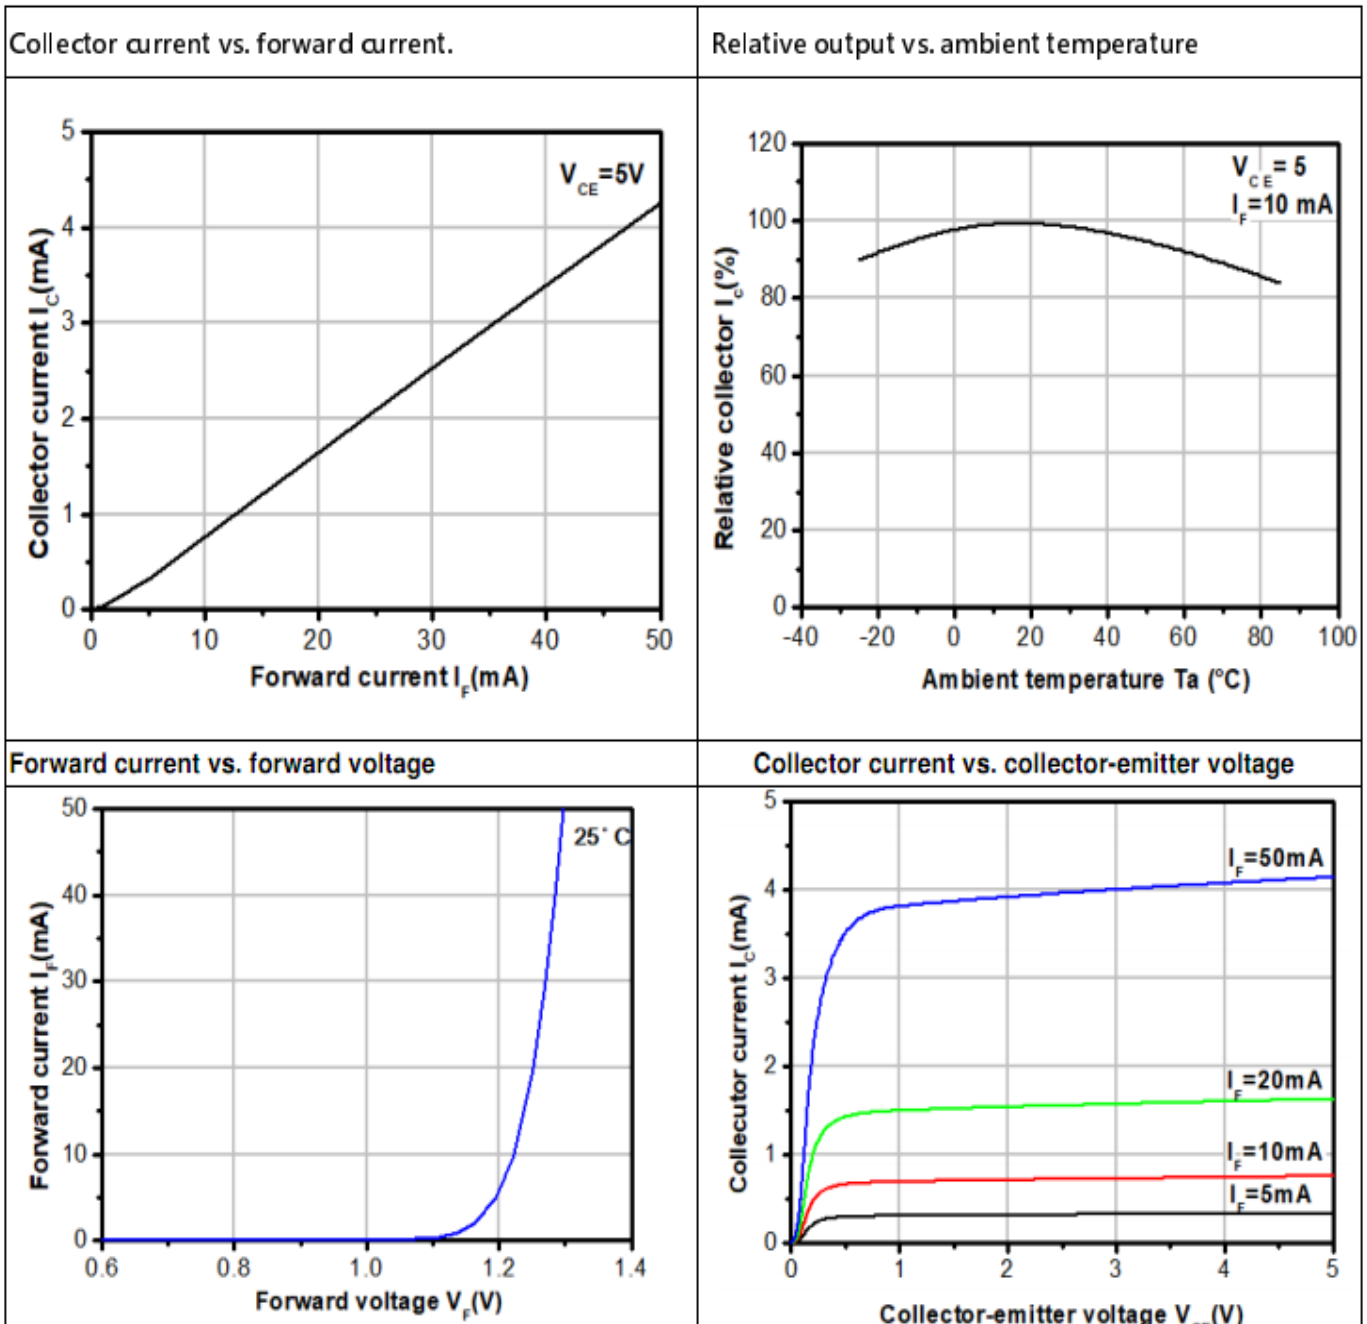 Collector current vs. forward current.
Relative output vs. ambient temperature
5
4
3
2
1
0
Collector current I_C(mA)
V_CE=5V
0 10 20 30 40 50
Forward current I_F(mA)
120
100
80
60
40
20
0
Relative collector I_c(%)
V_CE= 5
I_F=10 mA
-40 -20 0 20 40 60 80 100
Ambient temperature Ta (°C)
Forward current vs. forward voltage
Collector current vs. collector-emitter voltage
50
40
30
20
10
0
Forward current I_F(mA)
25°C
0.6 0.8 1.0 1.2 1.4
Forward voltage V_F(V)
5
4
3
2
1
0
Collecutor current I_C(mA)
I_F=50mA
I_F=20mA
I_F=10mA
I_F=5mA
0 1 2 3 4 5
Collector-emitter voltage V (V)